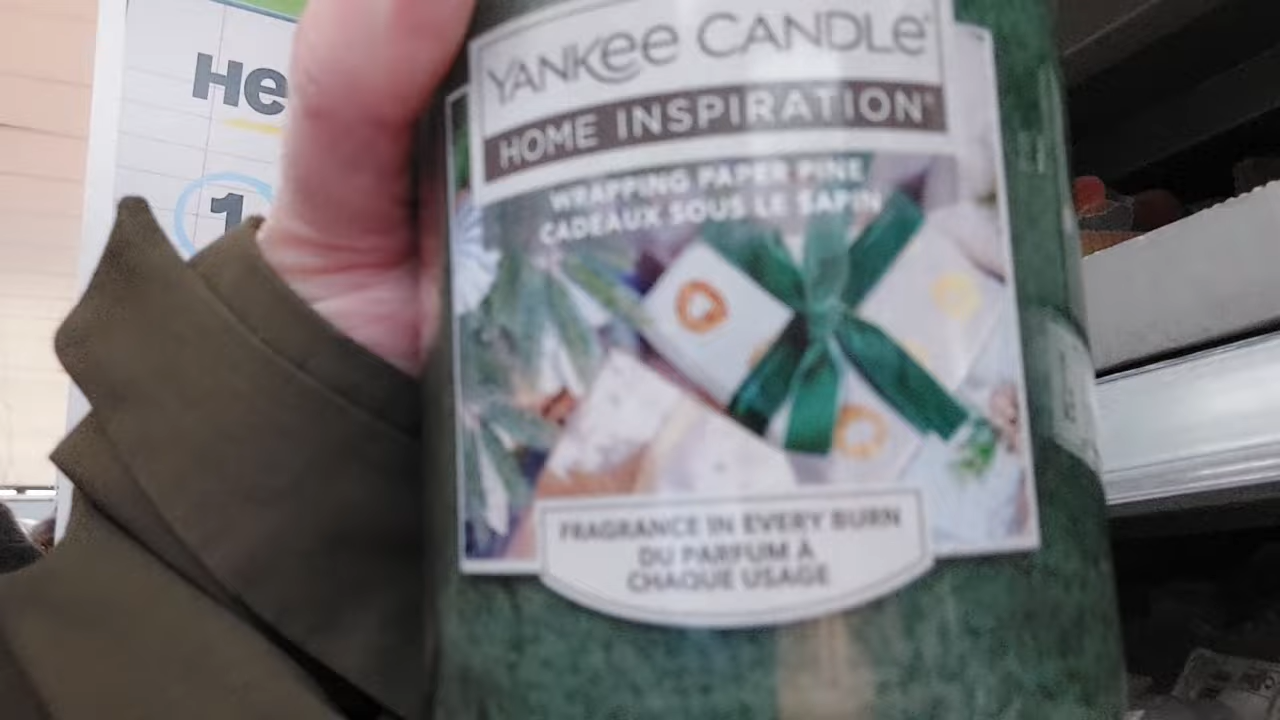 He
1
YANKEE CANDLE
HOME INSPIRATION
WRAPPING PAPER PINE
CADEAUX SOUS LE SAPIN
FRAGRANCE IN EVERY BURN
DU PARFUM À
CHAQUE USAGE